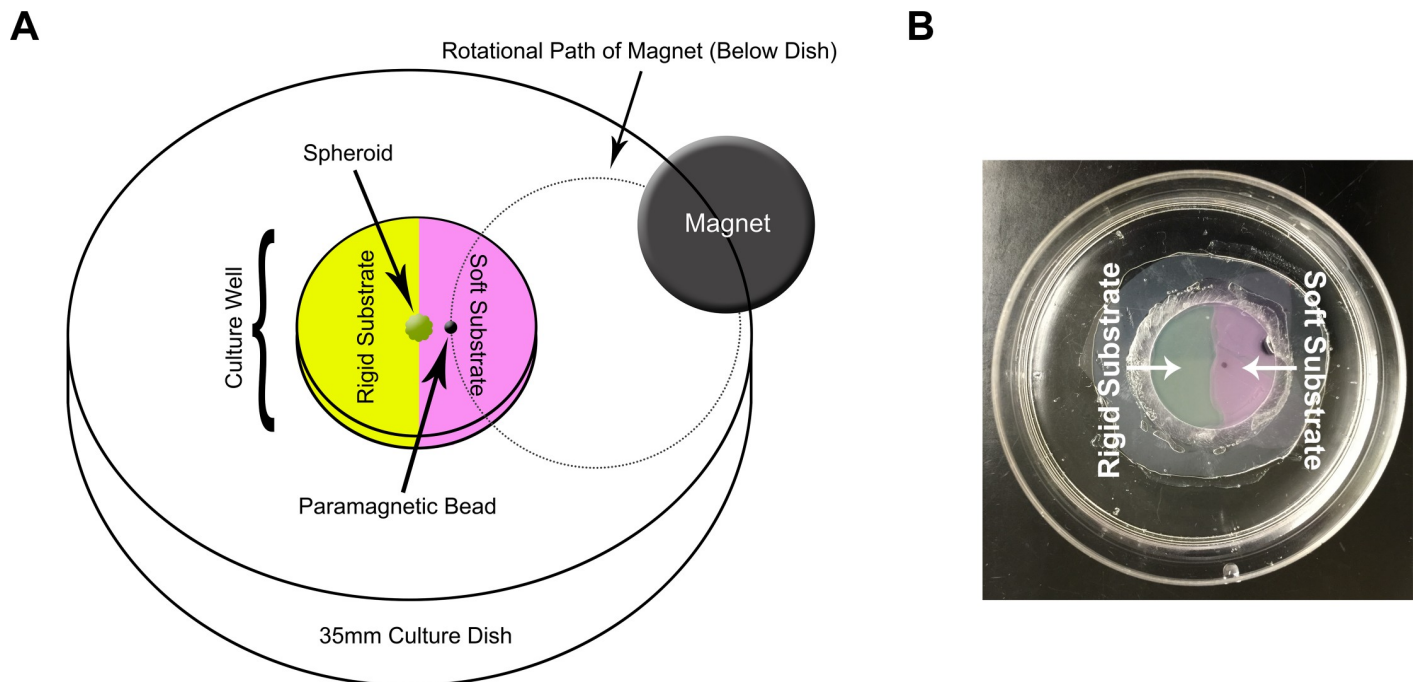 A
B
Rotational Path of Magnet (Below Dish)
Spheroid
Magnet
Culture Well
Rigid Substrate
Soft Substrate
Paramagnetic Bead
35mm Culture Dish
Rigid Substrate
Soft Substrate